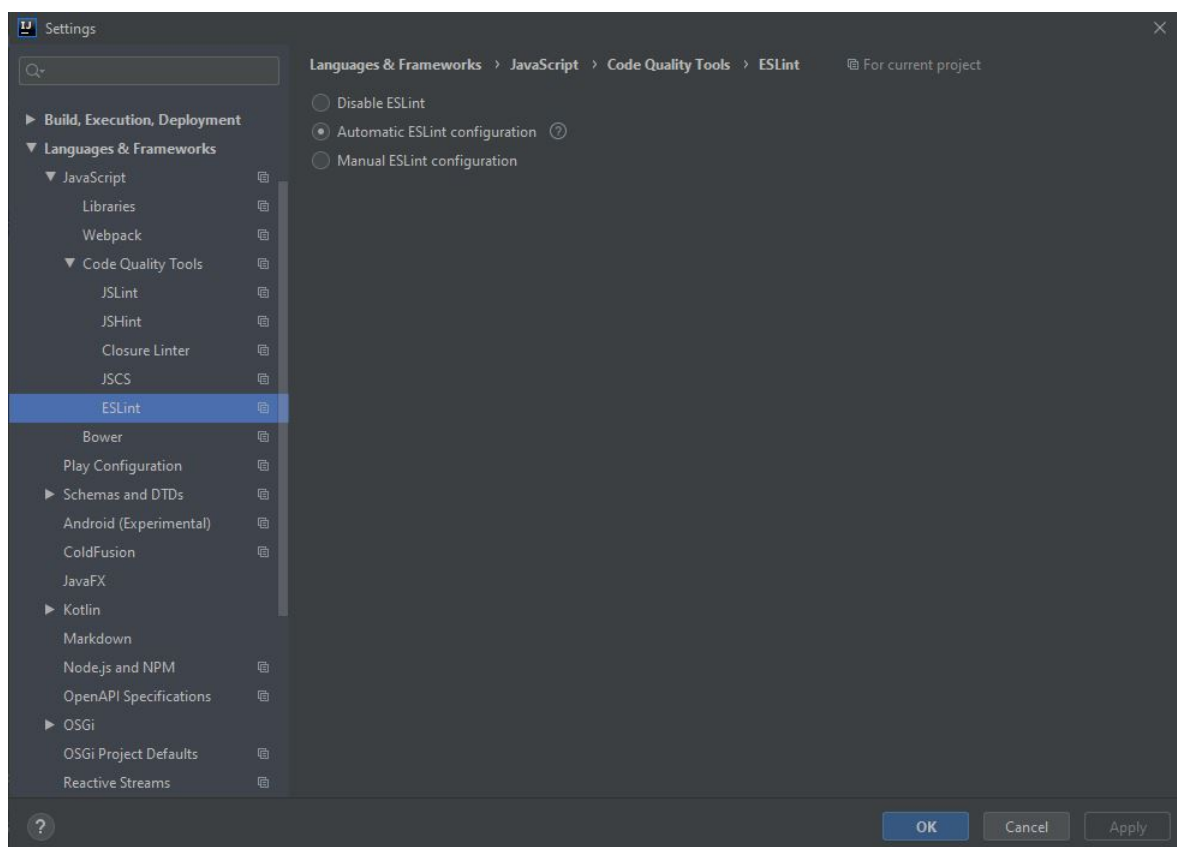 IJ
Settings
Build, Execution, Deployment
Languages & Frameworks
JavaScript
Libraries
Webpack
Code Quality Tools
JSLint
JSHint
Closure Linter
JSCS
ESLint
Bower
Play Configuration
Schemas and DTDs
Android (Experimental)
ColdFusion
JavaFX
Kotlin
Markdown
Node.js and NPM
OpenAPI Specifications
OSGi
OSGi Project Defaults
Reactive Streams
Languages & Frameworks › JavaScript › Code Quality Tools › ESLint For current project
Disable ESLint
Automatic ESLint configuration ?
Manual ESLint configuration
? OK Cancel Apply